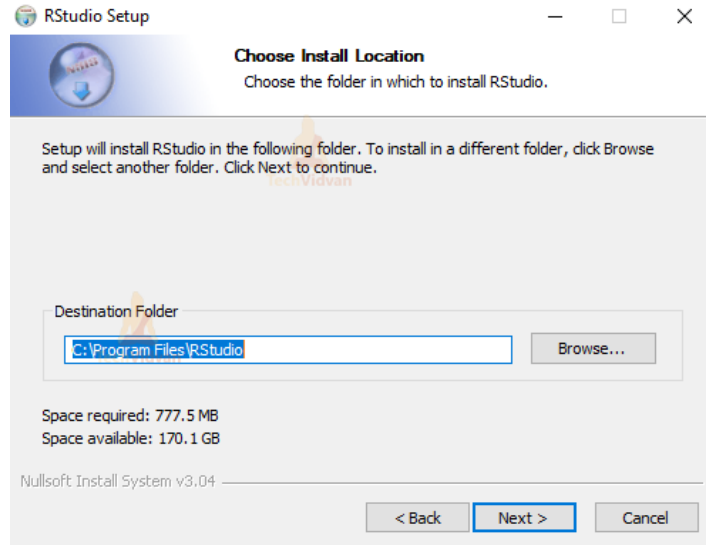 RStudio Setup
Choose Install Location
Choose the folder in which to install RStudio.
Setup will install RStudio in the following folder. To install in a different folder, click Browse
and select another folder. Click Next to continue.
TechVidvan
Destination Folder
C:\Program Files\RStudio
Browse...
Space required: 777.5 MB
Space available: 170.1 GB
Nullsoft Install System v3.04
< Back
Next >
Cancel